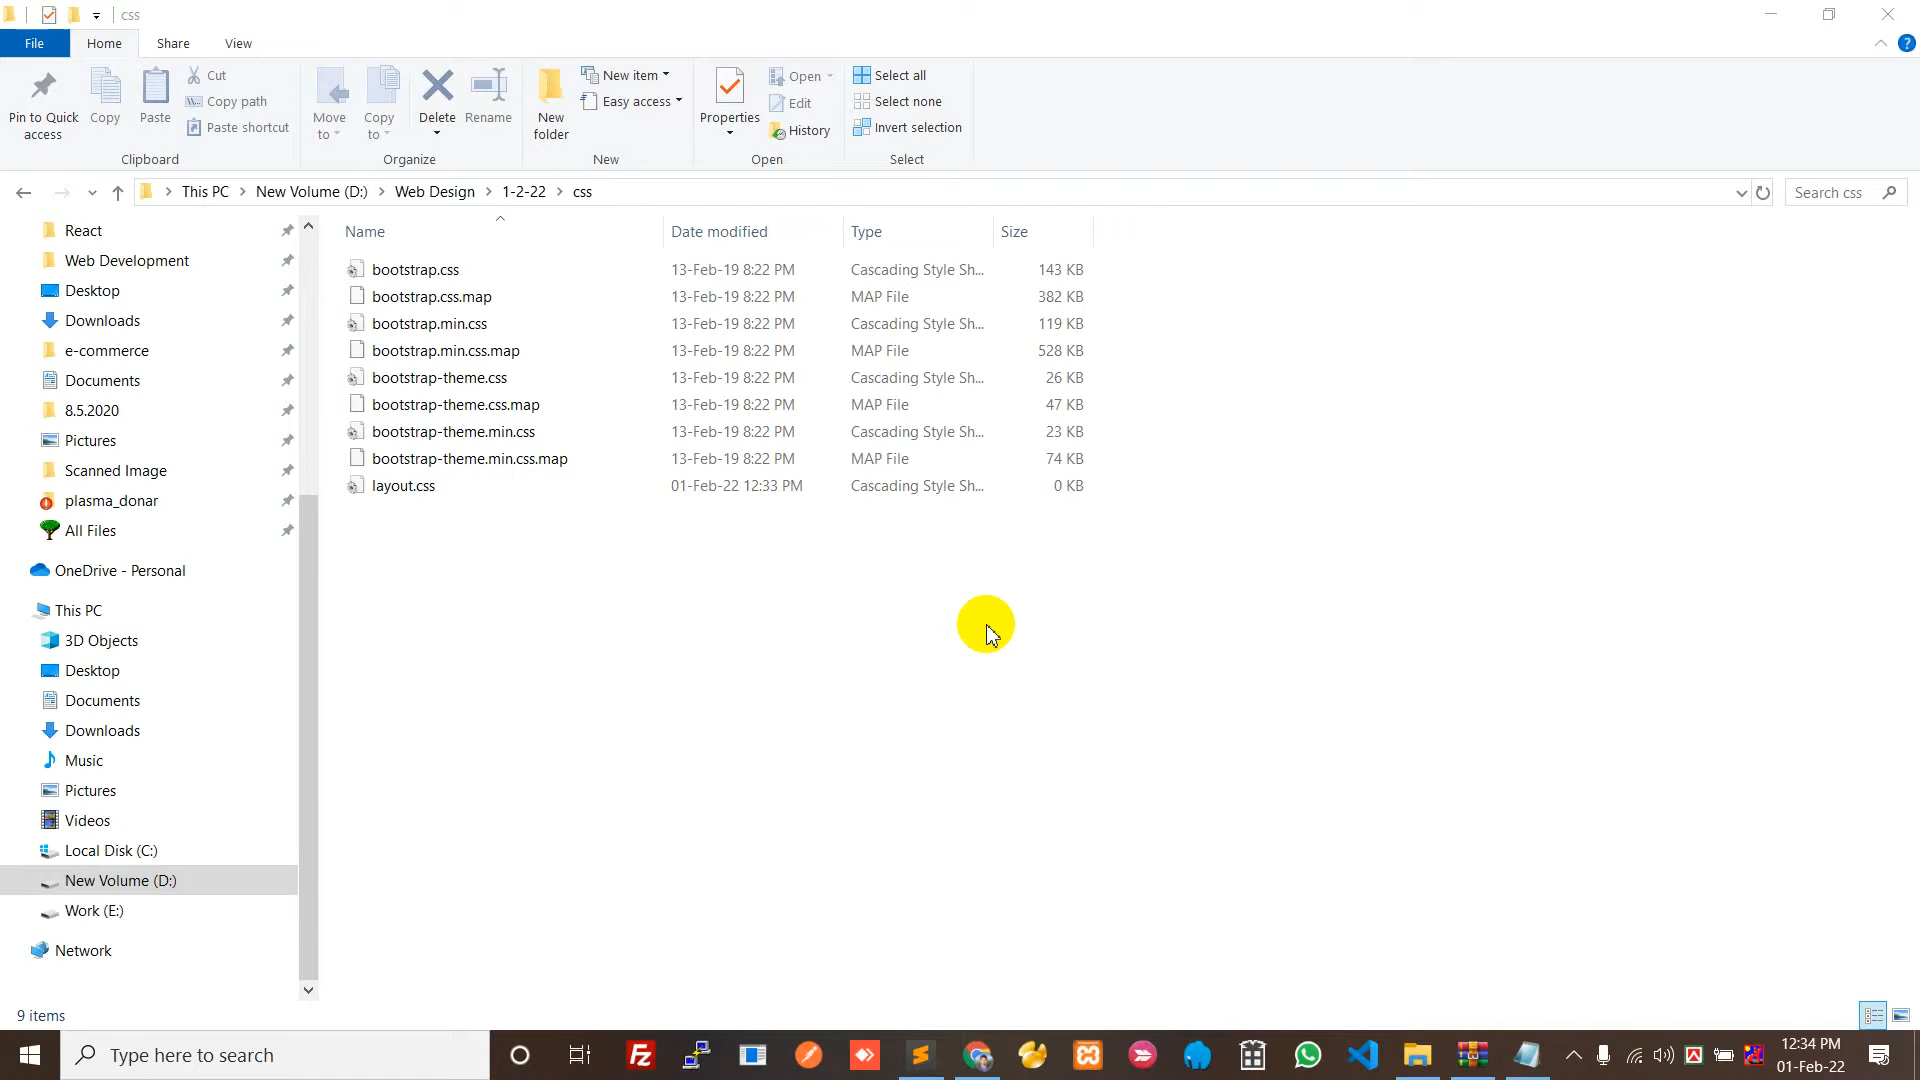 css
File Home Share View
Pin to Quick access
Copy
Paste
Cut
Copy path
Paste shortcut
Clipboard
Move to
Copy to
Delete
Rename
Organize
New folder
New item
Easy access
New
Properties
Open
Edit
History
Open
Select all
Select none
Invert selection
Select
This PC New Volume (D:) Web Design 1-2-22 css
Search css
React
Web Development
Desktop
Downloads
e-commerce
Documents
8.5.2020
Pictures
Scanned Image
plasma_donar
All Files
OneDrive - Personal
This PC
3D Objects
Desktop
Documents
Downloads
Music
Pictures
Videos
Local Disk (C:)
New Volume (D:)
Work (E:)
Network
Name Date modified Type Size
bootstrap.css 13-Feb-19 8:22 PM Cascading Style Sh... 143 KB
bootstrap.css.map 13-Feb-19 8:22 PM MAP File 382 KB
bootstrap.min.css 13-Feb-19 8:22 PM Cascading Style Sh... 119 KB
bootstrap.min.css.map 13-Feb-19 8:22 PM MAP File 528 KB
bootstrap-theme.css 13-Feb-19 8:22 PM Cascading Style Sh... 26 KB
bootstrap-theme.css.map 13-Feb-19 8:22 PM MAP File 47 KB
bootstrap-theme.min.css 13-Feb-19 8:22 PM Cascading Style Sh... 23 KB
bootstrap-theme.min.css.map 13-Feb-19 8:22 PM MAP File 74 KB
layout.css 01-Feb-22 12:33 PM Cascading Style Sh... 0 KB
9 items
Type here to search
12:34 PM
01-Feb-22